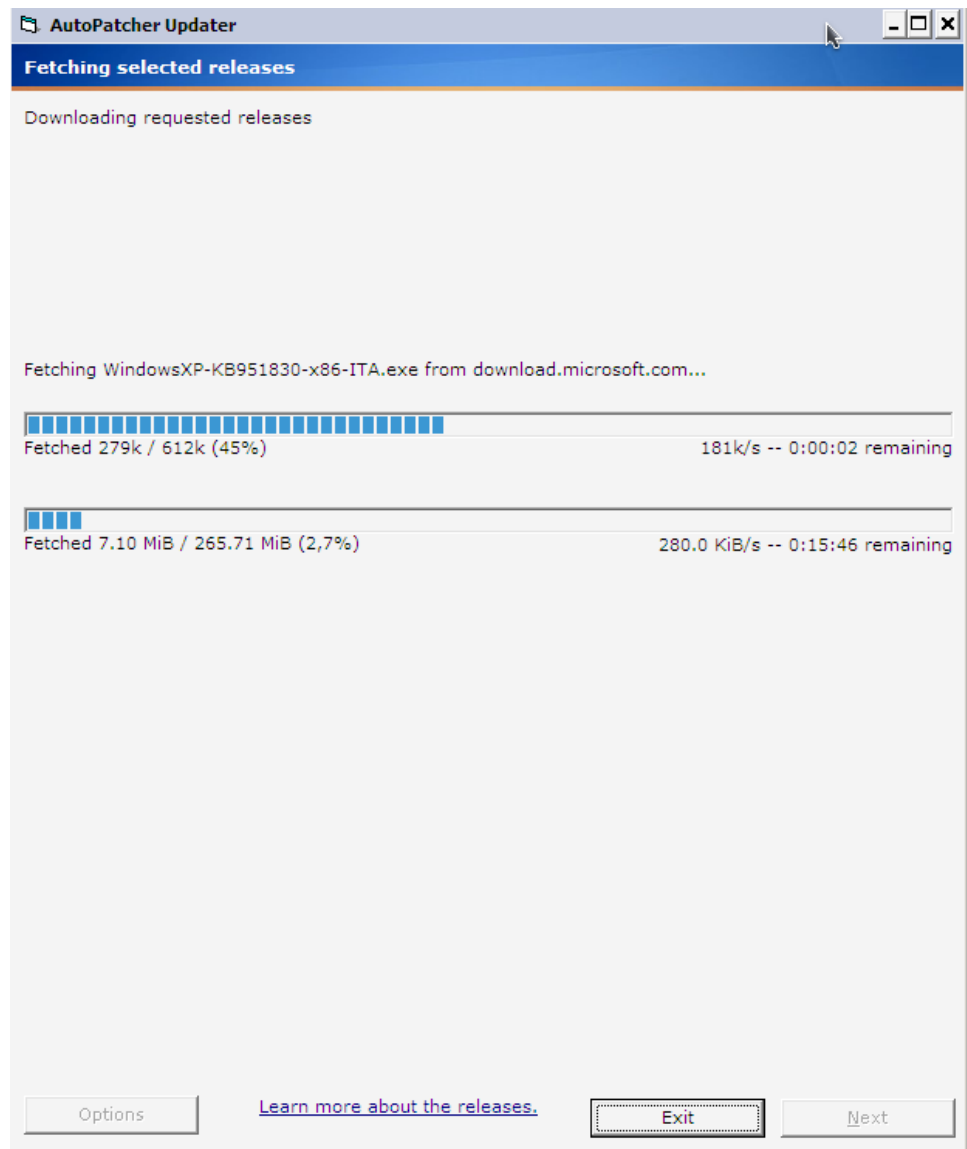 AutoPatcher Updater
Fetching selected releases
Downloading requested releases
Fetching WindowsXP-KB951830-x86-ITA.exe from download.microsoft.com...
Fetched 279k / 612k (45%) 181k/s -- 0:00:02 remaining
Fetched 7.10 MiB / 265.71 MiB (2,7%) 280.0 KiB/s -- 0:15:46 remaining
Options Learn more about the releases. Exit Next